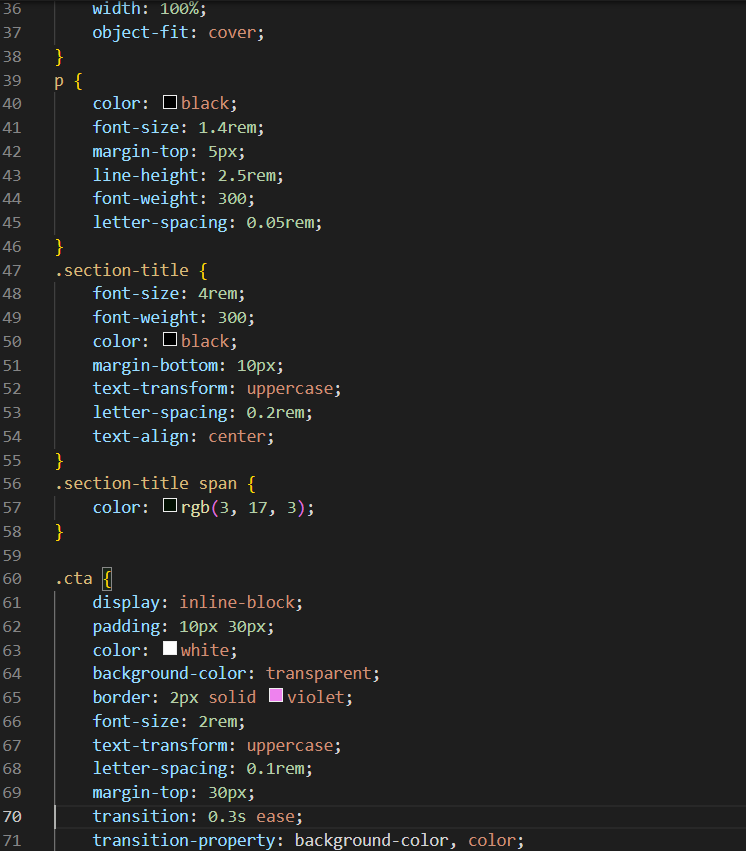 36 width: 100%;
37 object-fit: cover;
38 }
39 p {
40 color: black;
41 font-size: 1.4rem;
42 margin-top: 5px;
43 line-height: 2.5rem;
44 font-weight: 300;
45 letter-spacing: 0.05rem;
46 }
47 .section-title {
48 font-size: 4rem;
49 font-weight: 300;
50 color: black;
51 margin-bottom: 10px;
52 text-transform: uppercase;
53 letter-spacing: 0.2rem;
54 text-align: center;
55 }
56 .section-title span {
57 color: rgb(3, 17, 3);
58 }
59
60 .cta {
61 display: inline-block;
62 padding: 10px 30px;
63 color: white;
64 background-color: transparent;
65 border: 2px solid violet;
66 font-size: 2rem;
67 text-transform: uppercase;
68 letter-spacing: 0.1rem;
69 margin-top: 30px;
70 transition: 0.3s ease;
71 transition-property: background-color, color;